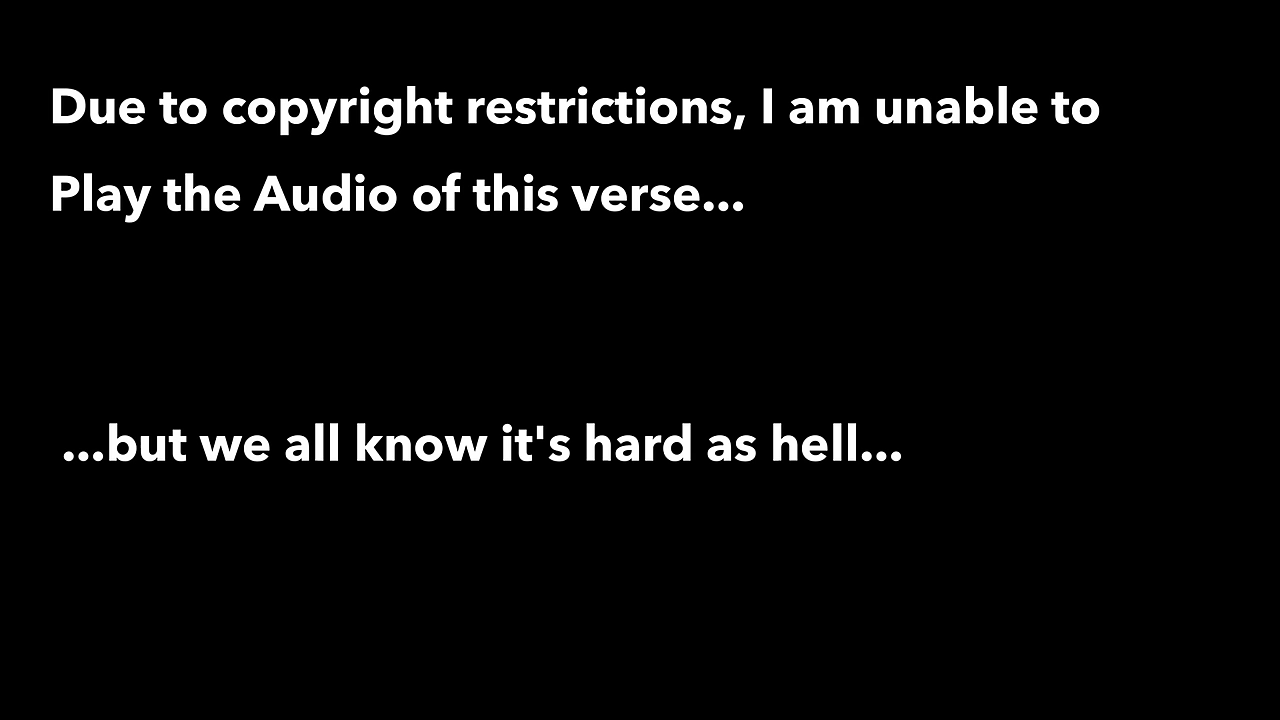 Due to copyright restrictions, I am unable to
Play the Audio of this verse...
...but we all know it's hard as hell...